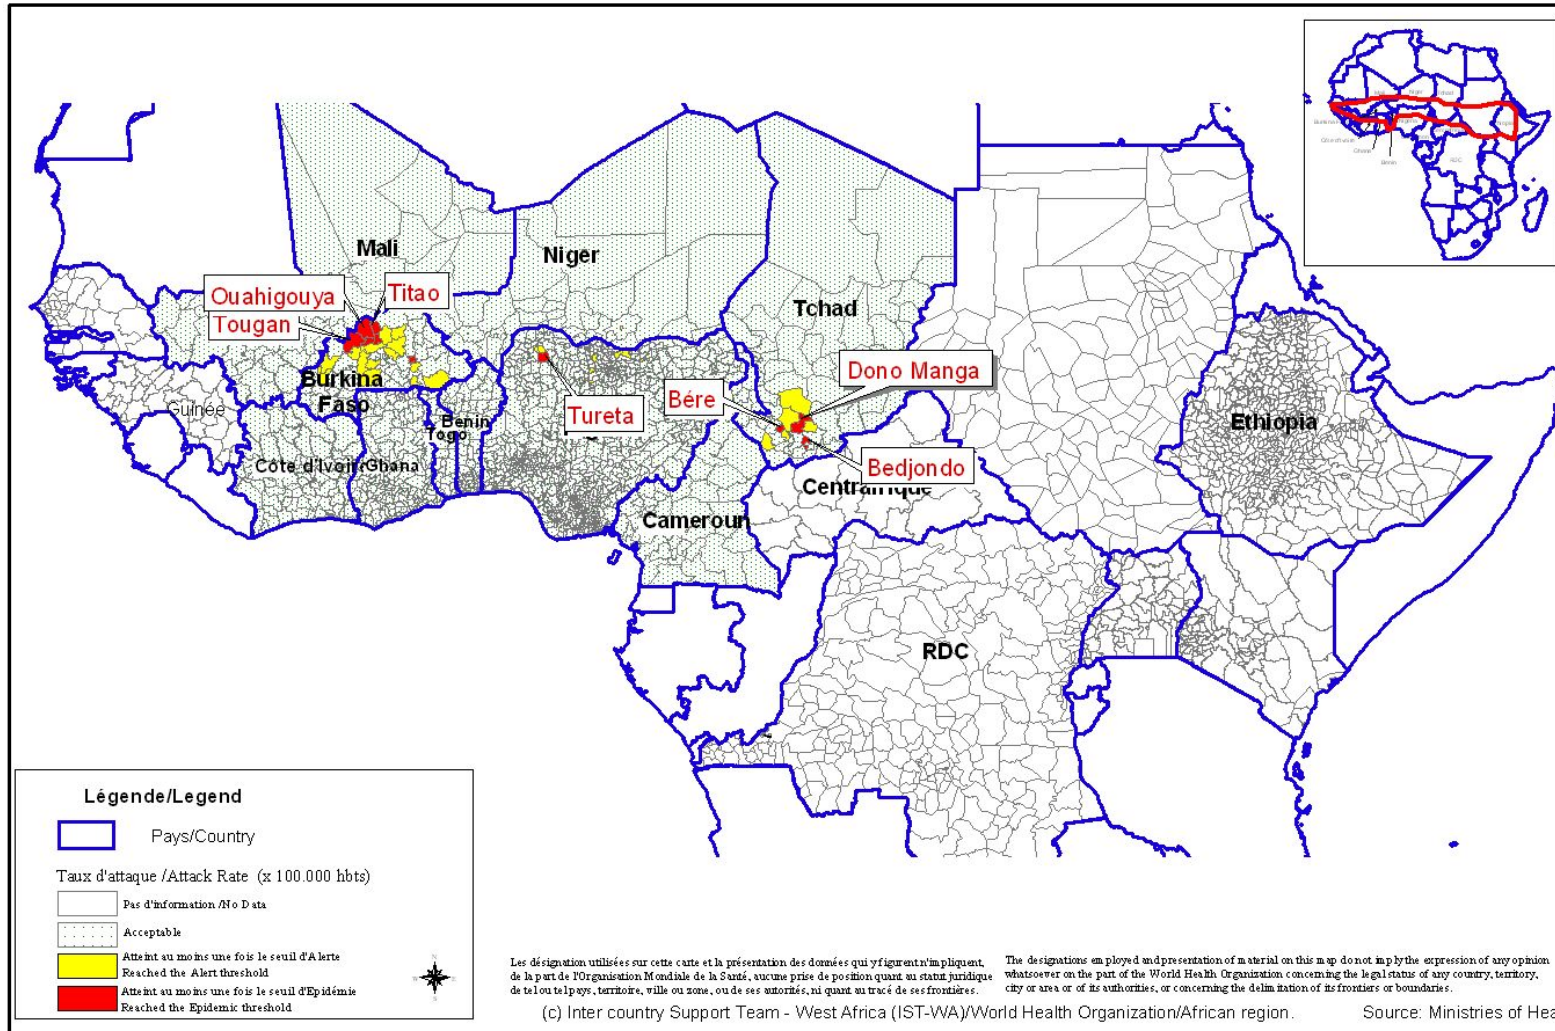 Mali
Niger
Tchad
Ouahigouya
Titao
Tougan
Burkina
Faso
Guinée
Benin
Togo
Côte d'Ivoire
Ghana
Tureta
Bére
Dono Manga
Bedjondo
Centrafrique
Cameroun
Ethiopia
RDC
Mali
Niger
Tchad
Ghana
Benin
RDC
Légende/Legend
Pays/Country
Taux d'attaque /Attack Rate (x 100.000 hbts)
Pas d'information /No Data
Acceptable
Atteint au moins une fois le seuil d'Alerte
Reached the Alert threshold
Atteint au moins une fois le seuil d'Epidémie
Reached the Epidemic threshold
Les désignation utilisées sur cette carte et la présentation des données qui y figurent n'impliquent,
de la part de l'Organisation Mondiale de la Santé, aucune prise de position quant au statut juridique
de tel ou tel pays, territoire, ville ou zone, ou de ses autorités, ni quant au tracé de ses frontières.
The designations employed and presentation of material on this map do not imply the expression of any opinion
whatsoever on the part of the World Health Organization concerning the legal status of any country, territory,
city or area or of its authorities, or concerning the delimitation of its frontiers or boundaries.
(c) Inter country Support Team - West Africa (IST-WA)/World Health Organization/African region.
Source: Ministries of Hea